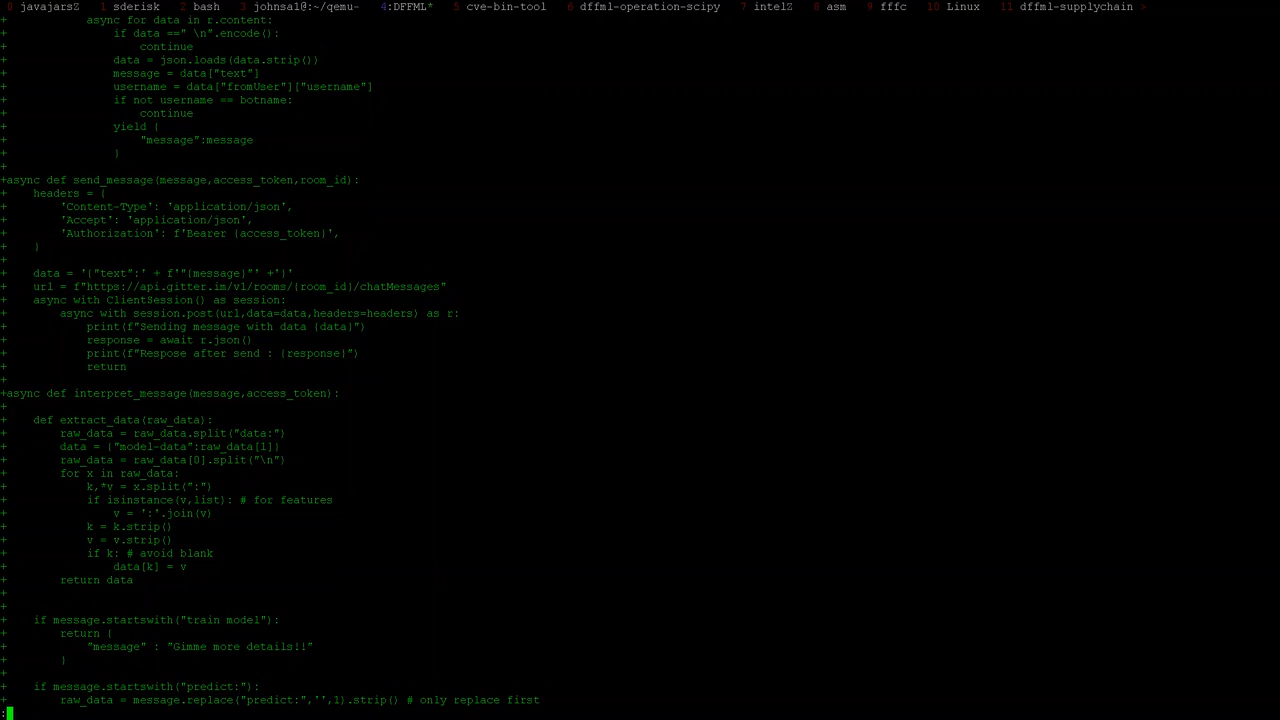 0 javajarsZ  1 sderisk  2 bash  3 johnsa1@:~/qemu-  4:DFFML*  5 cve-bin-tool  6 dffml-operation-scipy  7 intelZ  8 asm  9 fffc  10 Linux  11 dffml-supplychain >
+            async for data in r.content:
+                if data ==" \n".encode():
+                    continue
+                data = json.loads(data.strip())
+                message = data["text"]
+                username = data["fromUser"]["username"]
+                if not username == botname:
+                    continue
+                yield {
+                    "message":message
+                }
+
+async def send_message(message,access_token,room_id):
+    headers = {
+        'Content-Type': 'application/json',
+        'Accept': 'application/json',
+        'Authorization': f'Bearer {access_token}',
+    }
+
+    data = '{"text":' + f'"{message}"' +'}'
+    url = f"https://api.gitter.im/v1/rooms/{room_id}/chatMessages"
+    async with ClientSession() as session:
+        async with session.post(url,data=data,headers=headers) as r:
+            print(f"Sending message with data {data}")
+            response = await r.json()
+            print(f"Respose after send : {response}")
+            return
+
+async def interpret_message(message,access_token):
+
+    def extract_data(raw_data):
+        raw_data = raw_data.split("data:")
+        data = {"model-data":raw_data[1]}
+        raw_data = raw_data[0].split("\n")
+        for x in raw_data:
+            k,*v = x.split(":")
+            if isinstance(v,list): # for features
+                v = ':'.join(v)
+            k = k.strip()
+            v = v.strip()
+            if k: # avoid blank
+                data[k] = v
+        return data
+
+
+    if message.startswith("train model"):
+        return {
+            "message" : "Gimme more details!!"
+        }
+
+    if message.startswith("predict:"):
+        raw_data = message.replace("predict:",'',1).strip() # only replace first
: